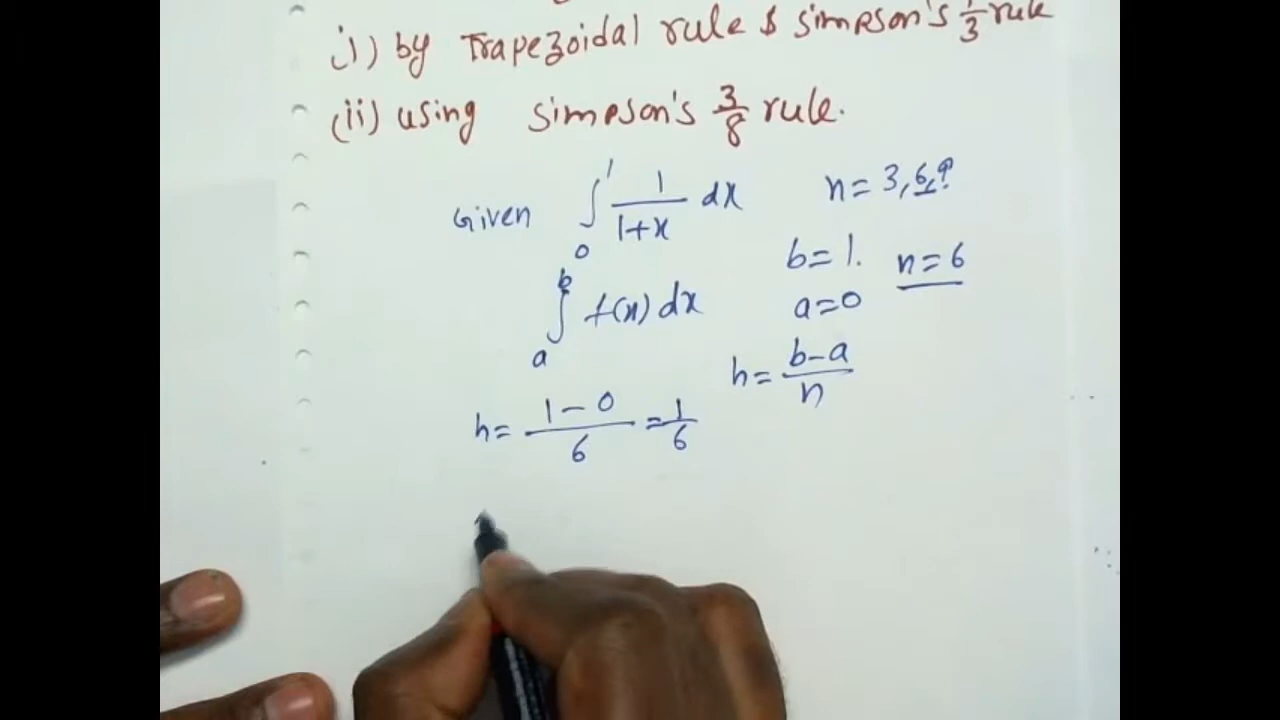 i) by Trapezoidal rule & simpson's 1/3 rule
(ii) using simpson's 3/8 rule.
Given ∫₀¹ 1/(1+x) dx n= 3,6,9
∫ₐᵇ f(x) dx b=1. n=6
a=0
h= (b-a)/n
h= (1-0)/6 = 1/6